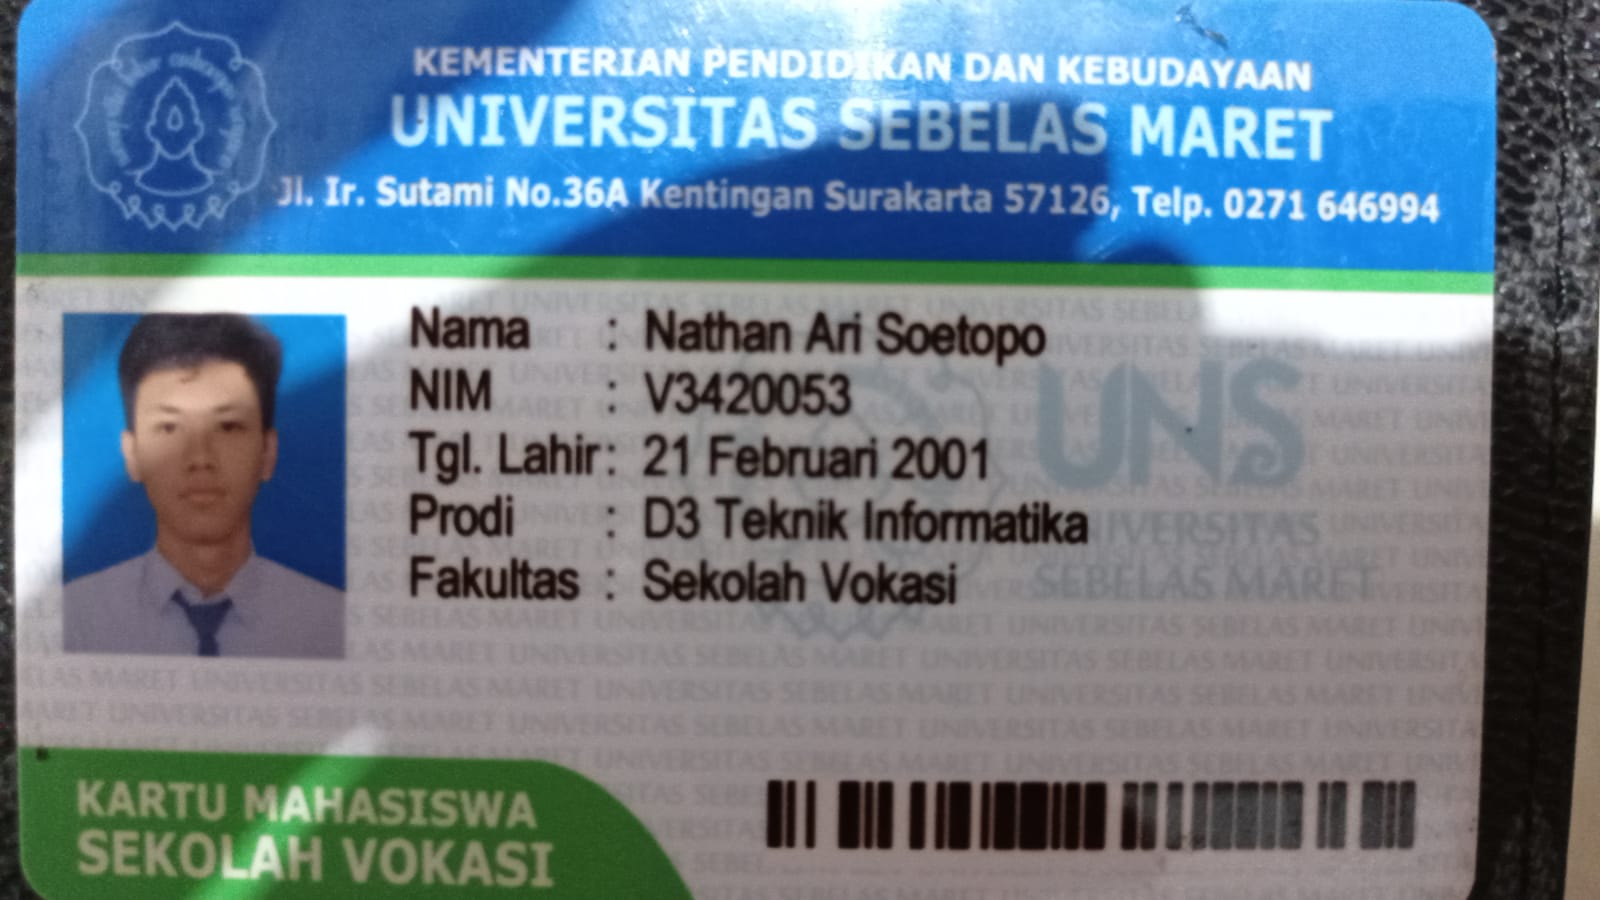 KEMENTERIAN PENDIDIKAN DAN KEBUDAYAAN
UNIVERSITAS SEBELAS MARET
Jl. Ir. Sutami No.36A Kentingan Surakarta 57126, Telp. 0271 646994
Nama : Nathan Ari Soetopo
NIM : V3420053
Tgl. Lahir : 21 Februari 2001
Prodi : D3 Teknik Informatika
Fakultas : Sekolah Vokasi
UNS
UNIVERSITAS
SEBELAS MARET
KARTU MAHASISWA
SEKOLAH VOKASI